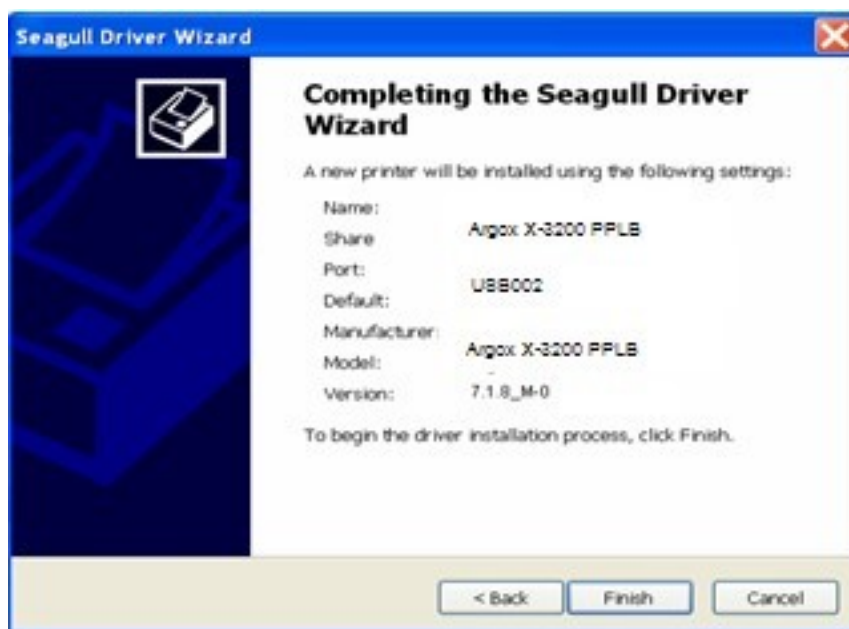 Seagull Driver Wizard
Completing the Seagull Driver
Wizard
A new printer will be installed using the following settings:
Name:
Share
Argox X-3200 PPLB
Port:
Default:
USB002
Manufacturer:
Model:
Argox X-3200 PPLB
Version:
7.1.8_M-0
To begin the driver installation process, click Finish.
< Back
Finish
Cancel